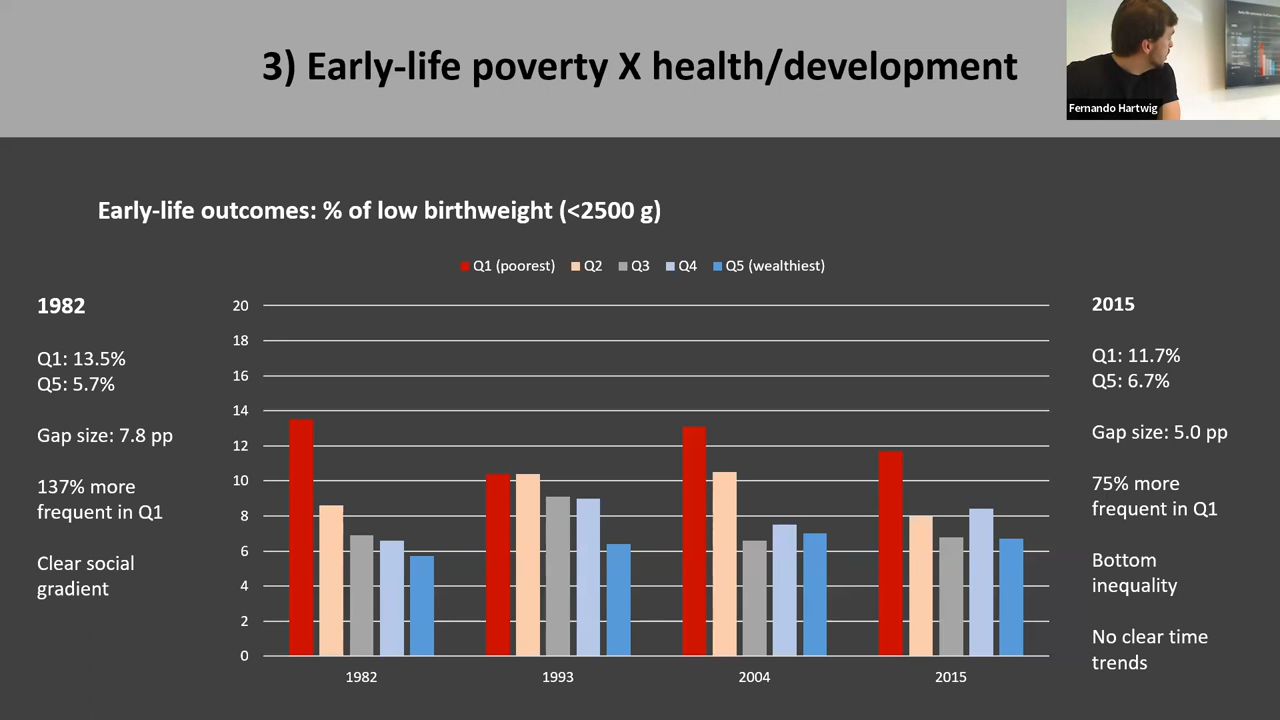 3) Early-life poverty X health/development
Fernando Hartwig
Early-life outcomes: % of low birthweight (<2500 g)
Q1 (poorest) Q2 Q3 Q4 Q5 (wealthiest)
1982
Q1: 13.5%
Q5: 5.7%
Gap size: 7.8 pp
137% more
frequent in Q1
Clear social
gradient
20
18
16
14
12
10
8
6
4
2
0
1982 1993 2004 2015
2015
Q1: 11.7%
Q5: 6.7%
Gap size: 5.0 pp
75% more
frequent in Q1
Bottom
inequality
No clear time
trends